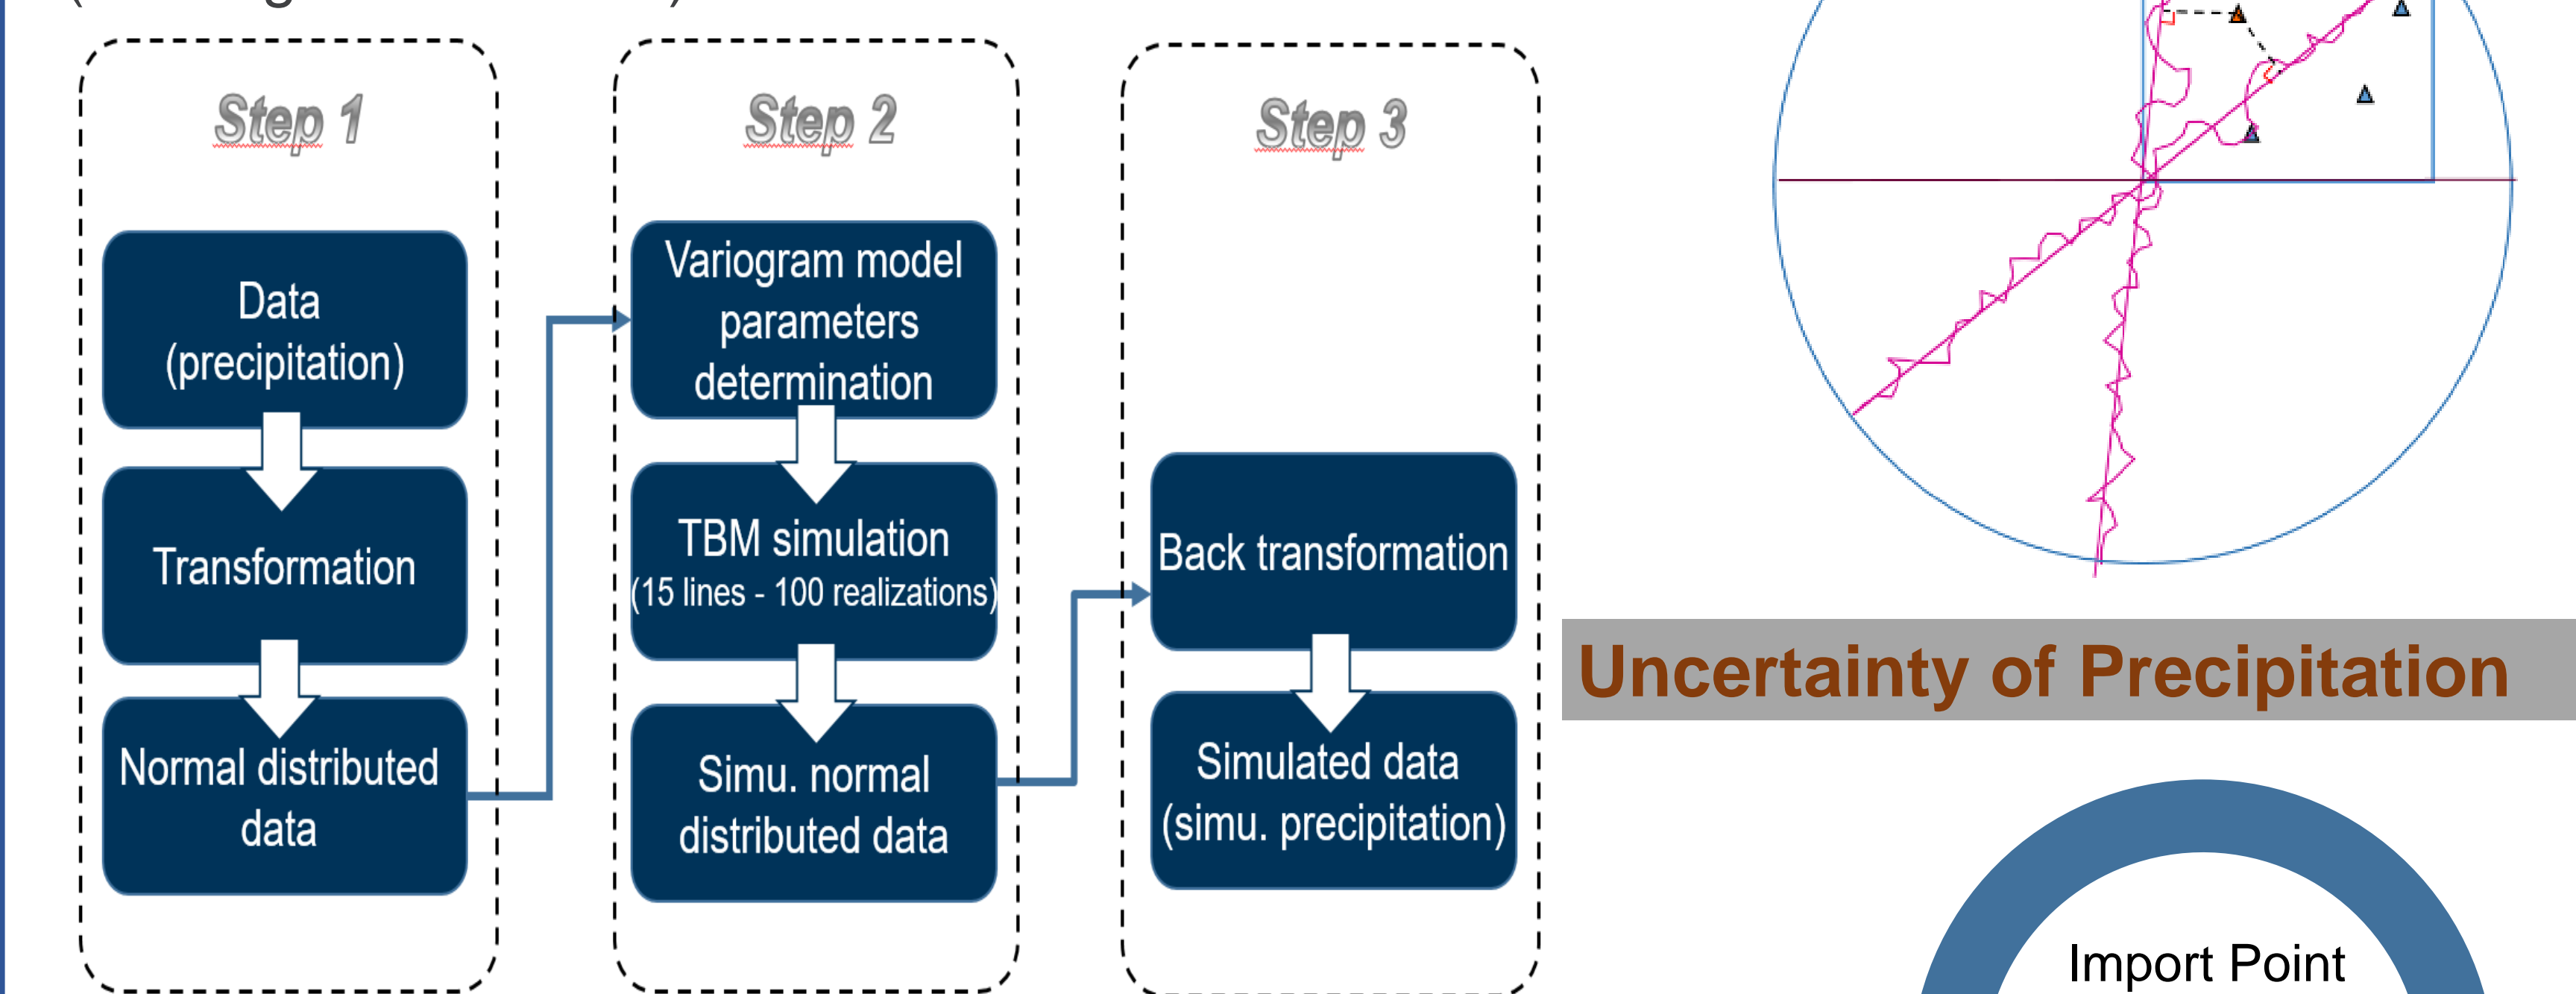 Step 1
Data
(precipitation)
Transformation
Normal distributed
data
Step 2
Variogram model
parameters
determination
TBM simulation
(15 lines - 100 realizations)
Simu. normal
distributed data
Step 3
Back transformation
Simulated data
(simu. precipitation)
Uncertainty of Precipitation
Import Point